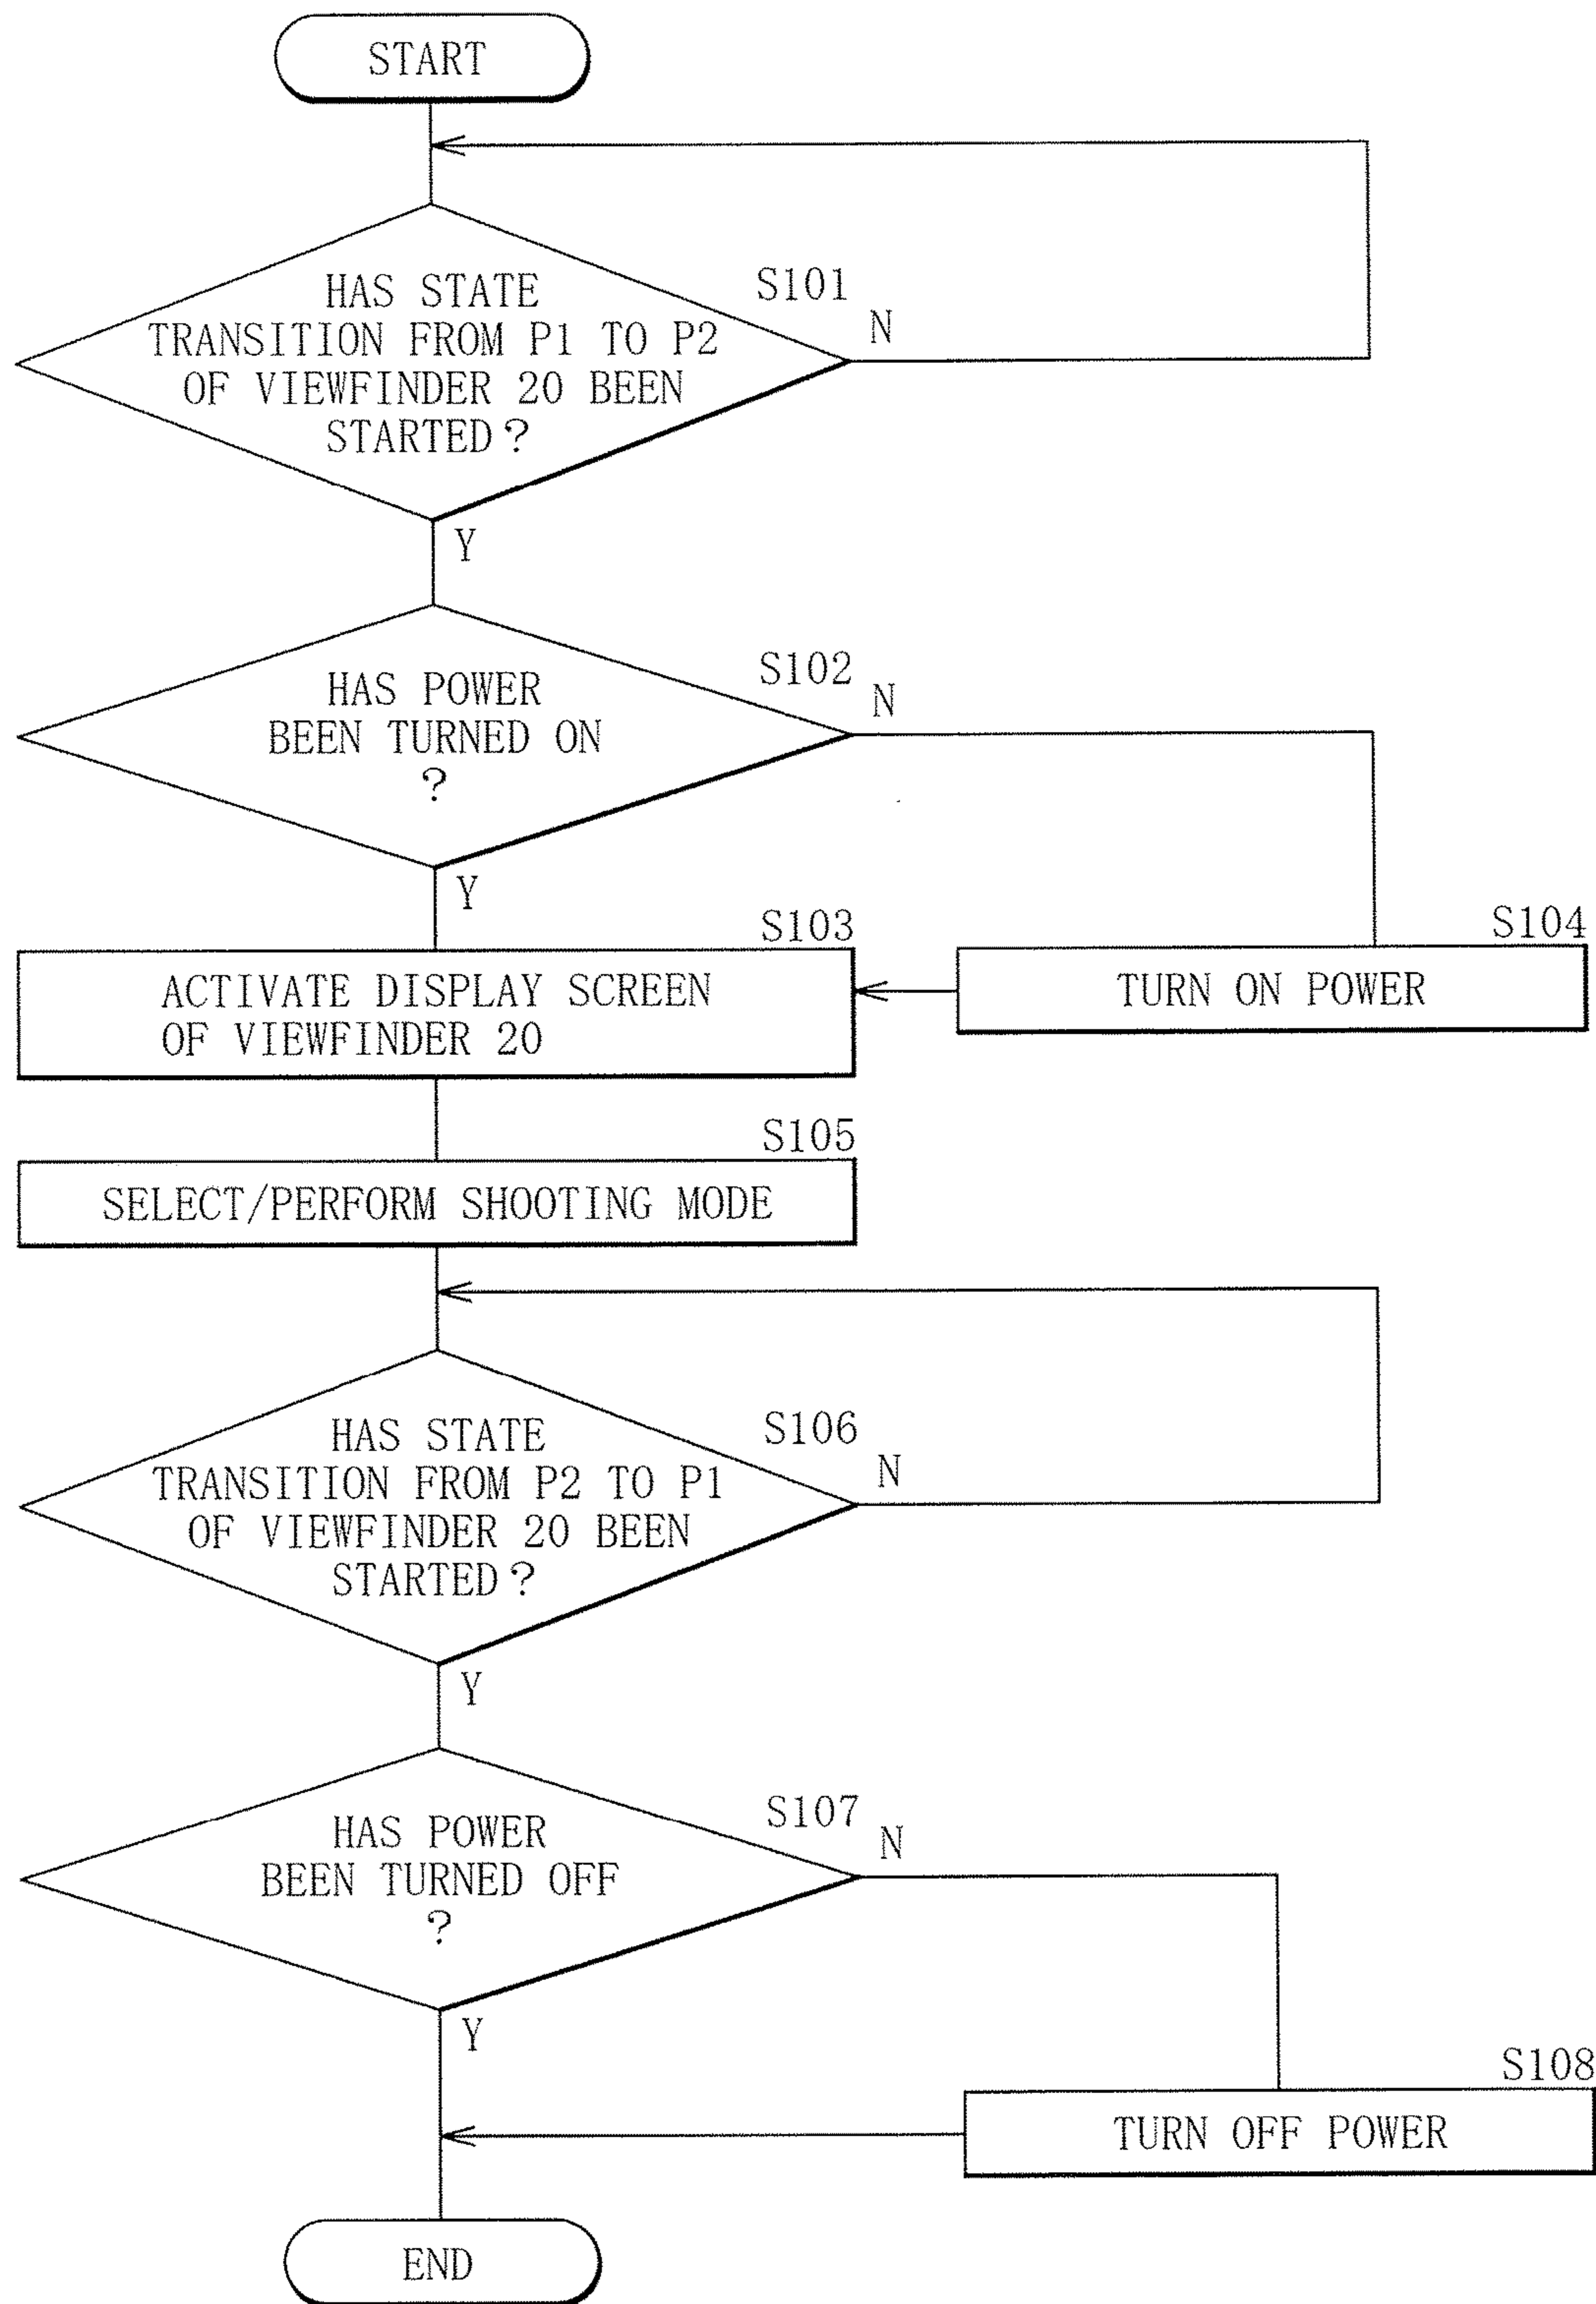 START
HAS STATE
TRANSITION FROM P1 TO P2
OF VIEWFINDER 20 BEEN
STARTED?
S101
N
Y
HAS POWER
BEEN TURNED ON
?
S102
N
Y
S103
ACTIVATE DISPLAY SCREEN
OF VIEWFINDER 20
S104
TURN ON POWER
S105
SELECT/PERFORM SHOOTING MODE
HAS STATE
TRANSITION FROM P2 TO P1
OF VIEWFINDER 20 BEEN
STARTED?
S106
N
Y
HAS POWER
BEEN TURNED OFF
?
S107
N
Y
S108
TURN OFF POWER
END